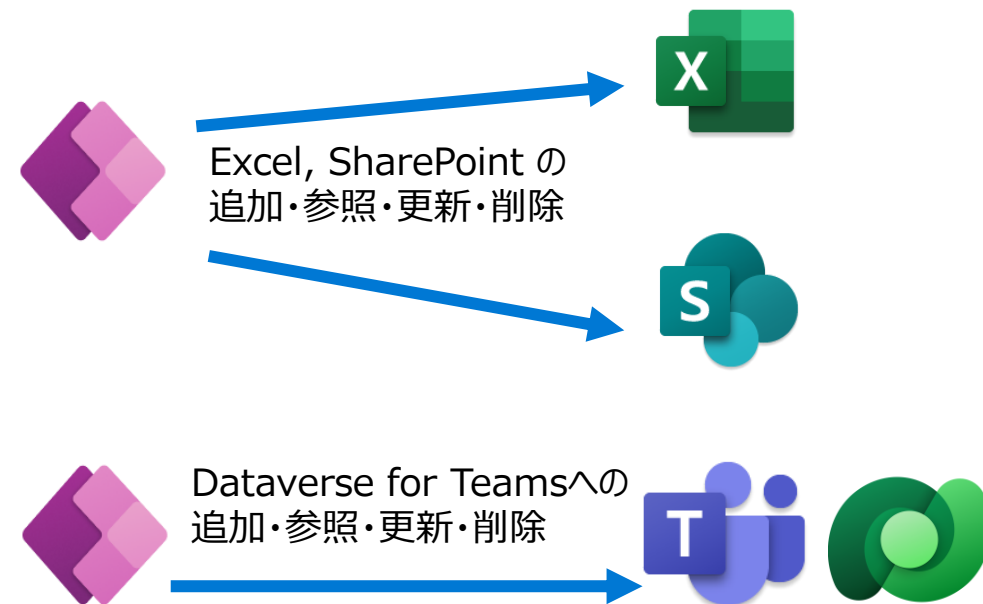 X
Excel, SharePoint の
追加・参照・更新・削除
S
Dataverse for Teamsへの
追加・参照・更新・削除
T